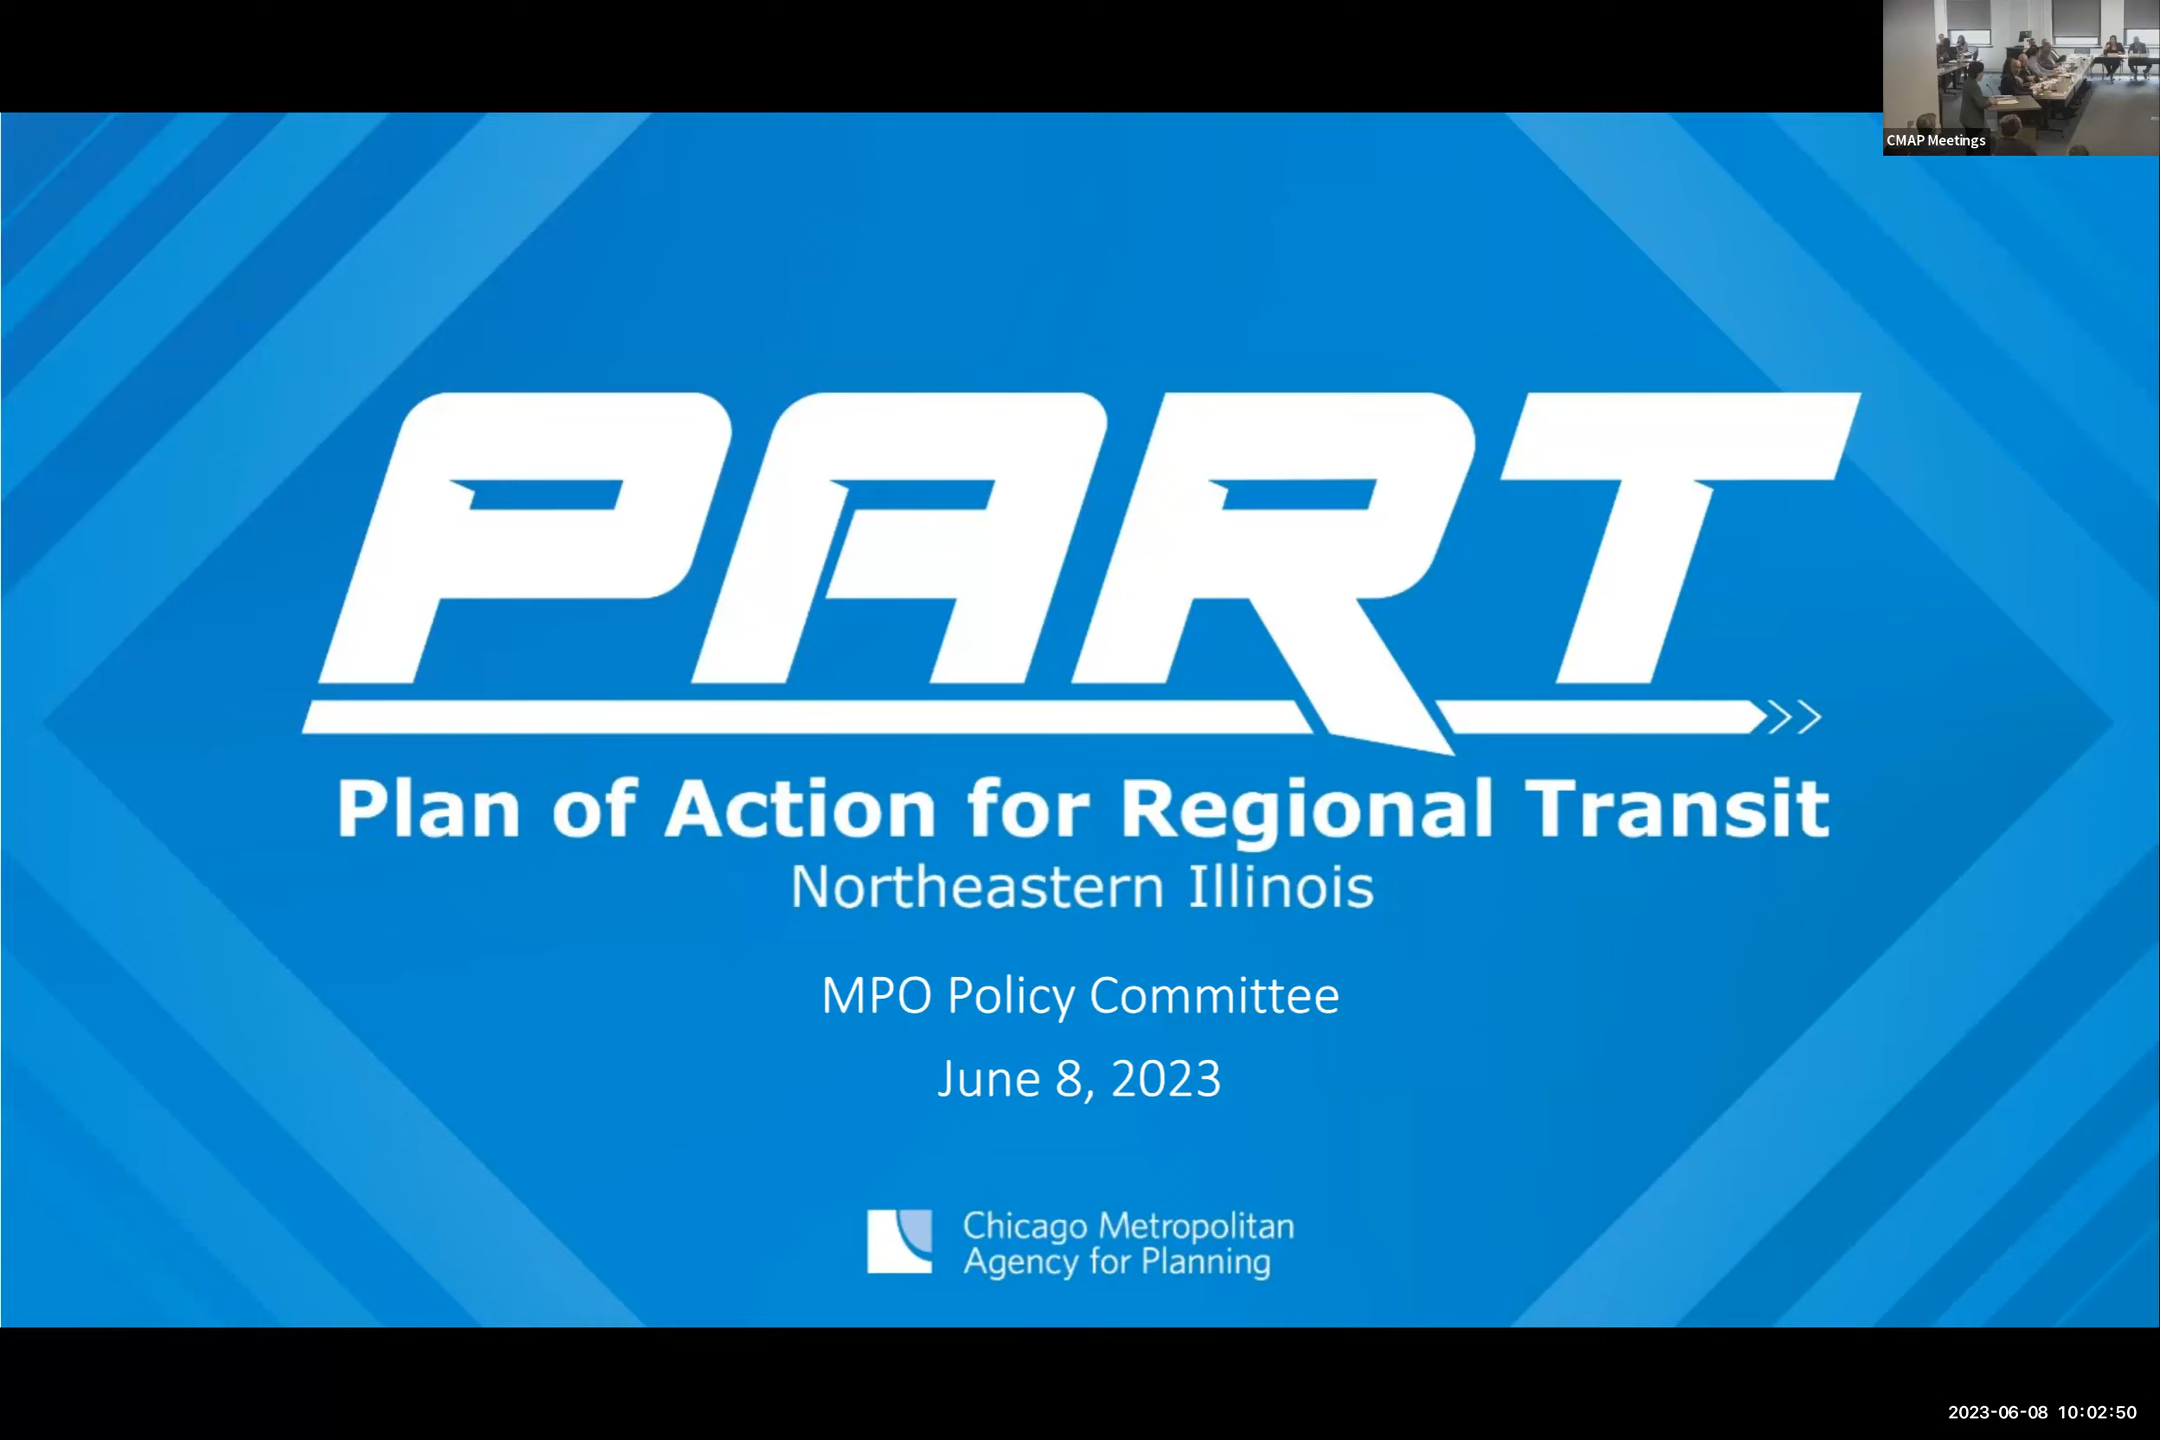 CMAP Meetings
PART
Plan of Action for Regional Transit
Northeastern Illinois
MPO Policy Committee
June 8, 2023
Chicago Metropolitan
Agency for Planning
2023-06-08 10:02:50